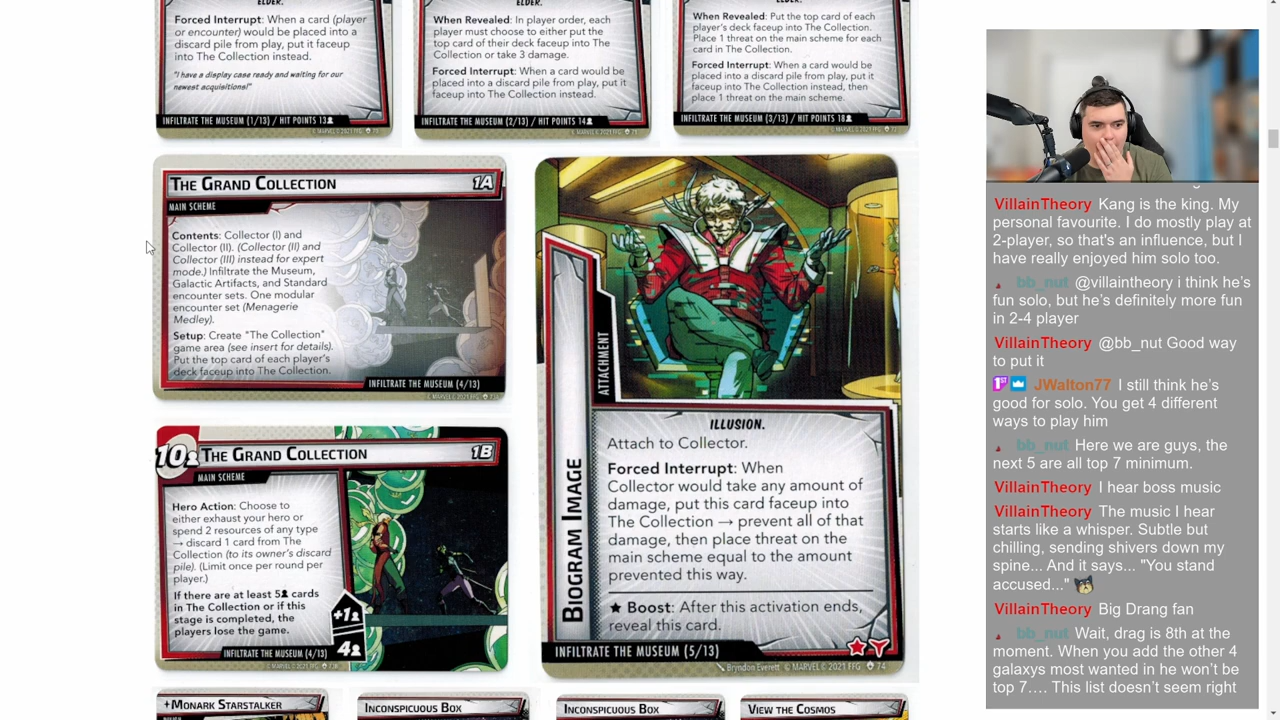 ELDER.
Forced Interrupt: When a card (player
or encounter) would be placed into a
discard pile from play, put it faceup
into The Collection instead.
"I have a display case ready and waiting for our
newest acquisitions!"
INFILTRATE THE MUSEUM (1/13) / HIT POINTS 13
ELDER.
When Revealed: In player order, each
player must choose to either put the
top card of their deck faceup into The
Collection or take 3 damage.
Forced Interrupt: When a card would be
placed into a discard pile from play, put it
faceup into The Collection instead.
INFILTRATE THE MUSEUM (2/13) / HIT POINTS 14
ELDER.
When Revealed: Put the top card of each
player's deck faceup into The Collection.
Place 1 threat on the main scheme for each
card in The Collection.
Forced Interrupt: When a card would be
placed into a discard pile from play, put it
faceup into The Collection instead, then
place 1 threat on the main scheme.
INFILTRATE THE MUSEUM (3/13) / HIT POINTS 18
THE GRAND COLLECTION 1A
MAIN SCHEME
Contents: Collector (I) and
Collector (II). (Collector (II) and
Collector (III) instead for expert
mode.) Infiltrate the Museum,
Galactic Artifacts, and Standard
encounter sets. One modular
encounter set (Menagerie
Medley).
Setup: Create "The Collection"
game area (see insert for details).
Put the top card of each player's
deck faceup into The Collection.
INFILTRATE THE MUSEUM (4/13)
10 THE GRAND COLLECTION 1B
MAIN SCHEME
Hero Action: Choose to
either exhaust your hero or
spend 2 resources of any type
→ discard 1 card from The
Collection (to its owner's discard
pile). (Limit once per round per
player.)
If there are at least 5 cards
in The Collection or if this
stage is completed, the
players lose the game.
+1
4
INFILTRATE THE MUSEUM (4/13)
ATTACHMENT
BIOGRAM IMAGE
ILLUSION.
Attach to Collector.
Forced Interrupt: When
Collector would take any amount of
damage, put this card faceup into
The Collection → prevent all of that
damage, then place threat on the
main scheme equal to the amount
prevented this way.
★ Boost: After this activation ends,
reveal this card.
INFILTRATE THE MUSEUM (5/13)
Bryndon Everett © MARVEL © 2021 FFG 74
+MONARK STARSTALKER
INCONSPICUOUS BOX
INCONSPICUOUS BOX
VIEW THE COSMOS
VillainTheory Kang is the king. My
personal favourite. I do mostly play at
2-player, so that's an influence, but I
have really enjoyed him solo too.
bb_nut @villaintheory i think he's
fun solo, but he's definitely more fun
in 2-4 player
VillainTheory @bb_nut Good way
to put it
1ST JWalton77 I still think he's
good for solo. You get 4 different
ways to play him
bb_nut Here we are guys, the
next 5 are all top 7 minimum.
VillainTheory I hear boss music
VillainTheory The music I hear
starts like a whisper. Subtle but
chilling, sending shivers down my
spine... And it says... "You stand
accused..."
VillainTheory Big Drang fan
bb_nut Wait, drag is 8th at the
moment. When you add the other 4
galaxys most wanted in he won't be
top 7.... This list doesn't seem right